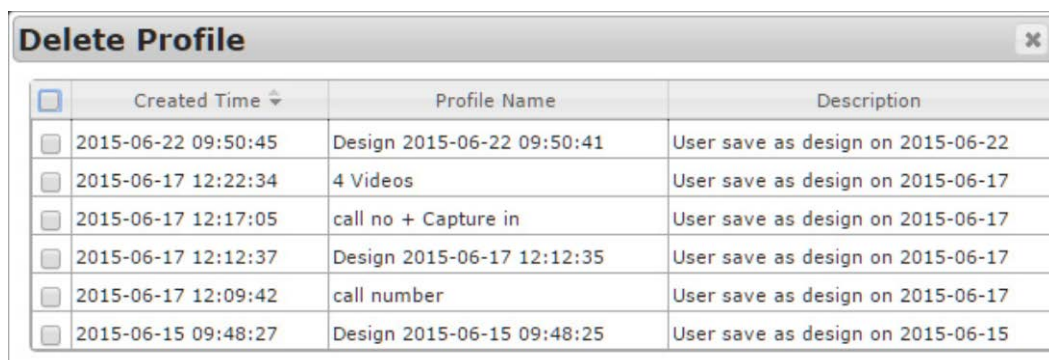 Delete Profile
Created Time Profile Name Description
2015-06-22 09:50:45 Design 2015-06-22 09:50:41 User save as design on 2015-06-22
2015-06-17 12:22:34 4 Videos User save as design on 2015-06-17
2015-06-17 12:17:05 call no + Capture in User save as design on 2015-06-17
2015-06-17 12:12:37 Design 2015-06-17 12:12:35 User save as design on 2015-06-17
2015-06-17 12:09:42 call number User save as design on 2015-06-17
2015-06-15 09:48:27 Design 2015-06-15 09:48:25 User save as design on 2015-06-15